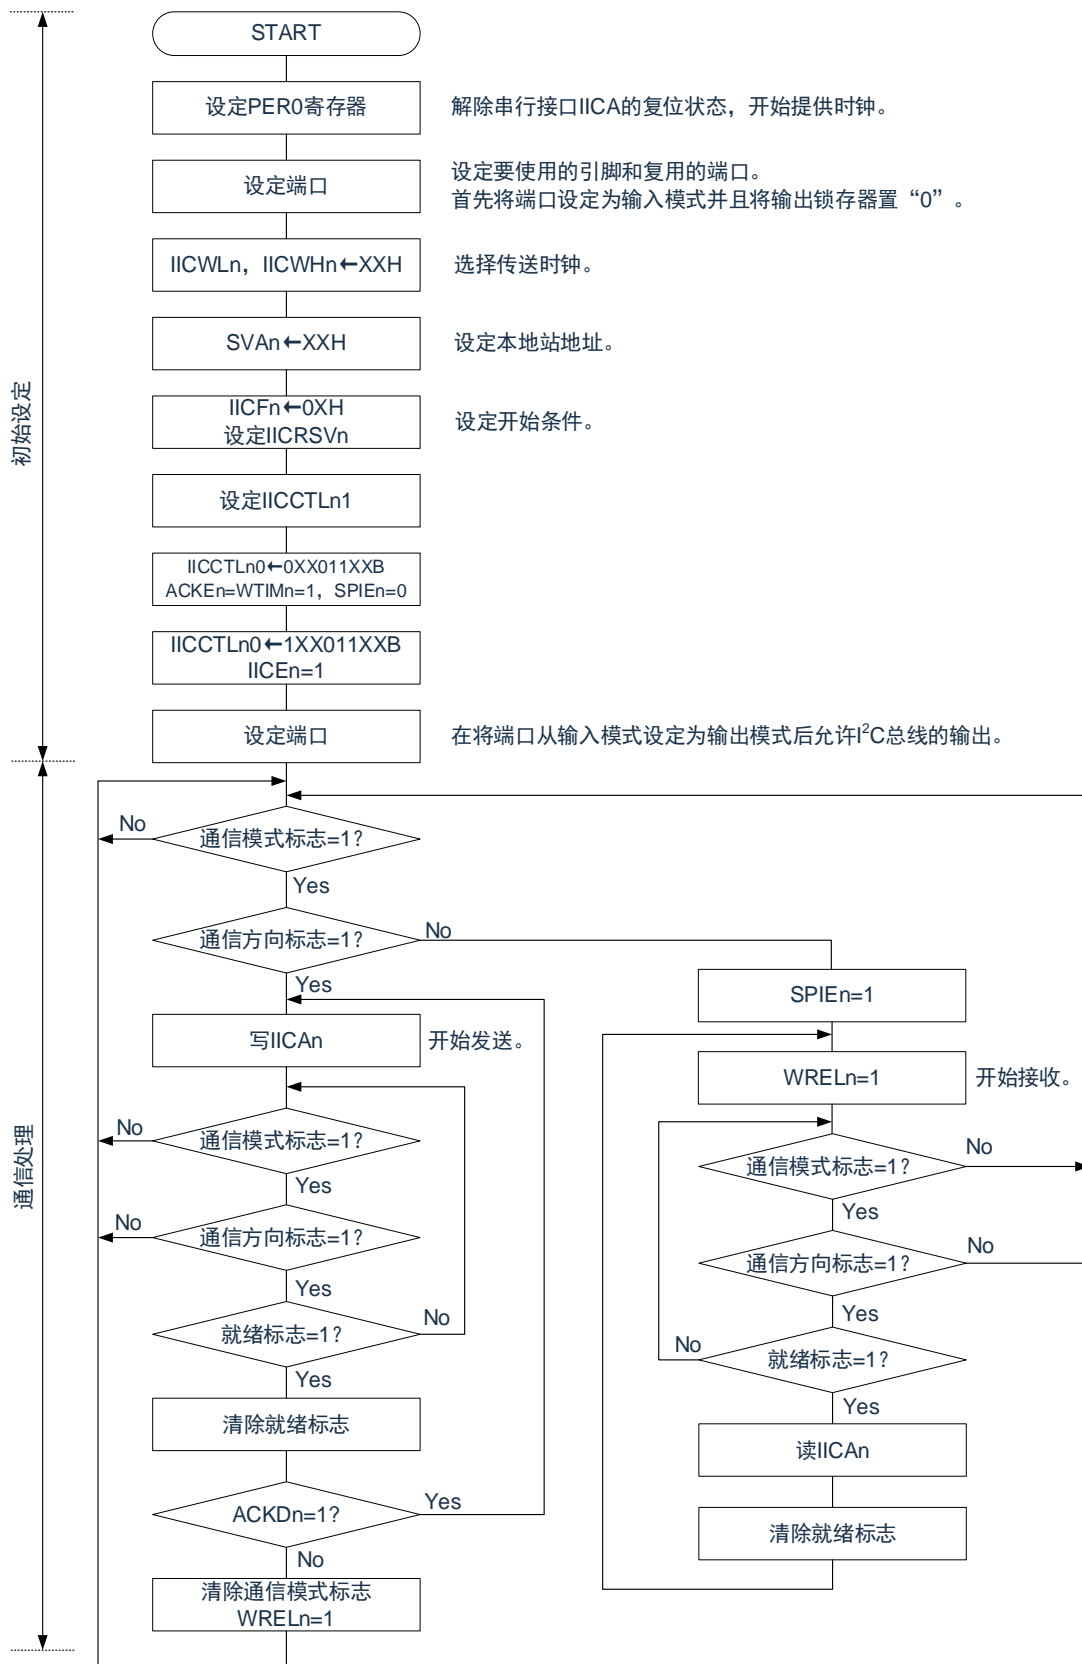 START
设定PER0寄存器
解除串行接口IICA的复位状态，开始提供时钟。
设定端口
设定要使用的引脚和复用的端口。
首先将端口设定为输入模式并且将输出锁存器置“0”。
IICWLn，IICWHn←XXH
选择传送时钟。
SVAn←XXH
设定本地站地址。
IICFn←0XH
设定IICRSVn
设定开始条件。
设定IICCTLn1
IICCTLn0←0XX011XXB
ACKEn=WTIMn=1，SPIEn=0
IICCTLn0←1XX011XXB
IICEn=1
设定端口
在将端口从输入模式设定为输出模式后允许I²C总线的输出。
初始设定
通信处理
通信模式标志=1?
No
Yes
通信方向标志=1?
No
Yes
写IICAn
开始发送。
通信模式标志=1?
No
Yes
通信方向标志=1?
No
Yes
就绪标志=1?
No
Yes
清除就绪标志
ACKDn=1?
Yes
No
清除通信模式标志
WRELn=1
SPIEn=1
WRELn=1
开始接收。
通信模式标志=1?
No
Yes
通信方向标志=1?
No
Yes
就绪标志=1?
No
Yes
读IICAn
清除就绪标志